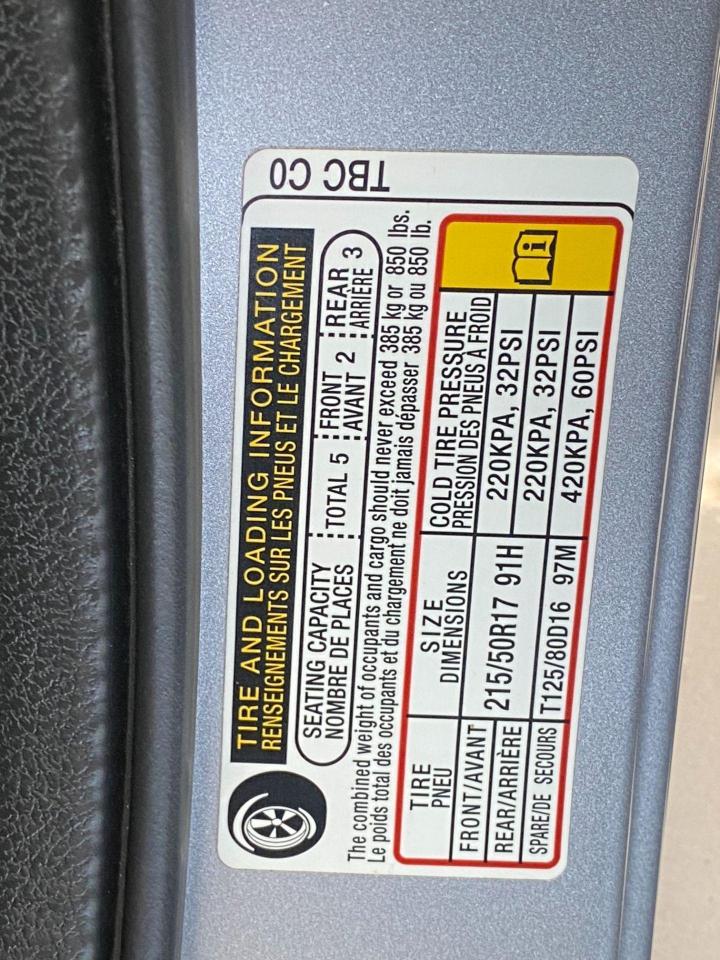 TIRE AND LOADING INFORMATION
RENSEIGNEMENTS SUR LES PNEUS ET LE CHARGEMENT
TBC C0
SEATING CAPACITY
NOMBRE DE PLACES
TOTAL 5
FRONT
AVANT 2
REAR
ARRIÈRE 3
The combined weight of occupants and cargo should never exceed 385 kg or 850 lbs.
Le poids total des occupants et du chargement ne doit jamais dépasser 385 kg ou 850 lb.
TIRE
PNEU
SIZE
DIMENSIONS
COLD TIRE PRESSURE
PRESSION DES PNEUS À FROID
FRONT/AVANT
215/50R17 91H
220KPA, 32PSI
REAR/ARRIÈRE
220KPA, 32PSI
SPARE/DE SECOURS
T125/80D16 97M
420KPA, 60PSI